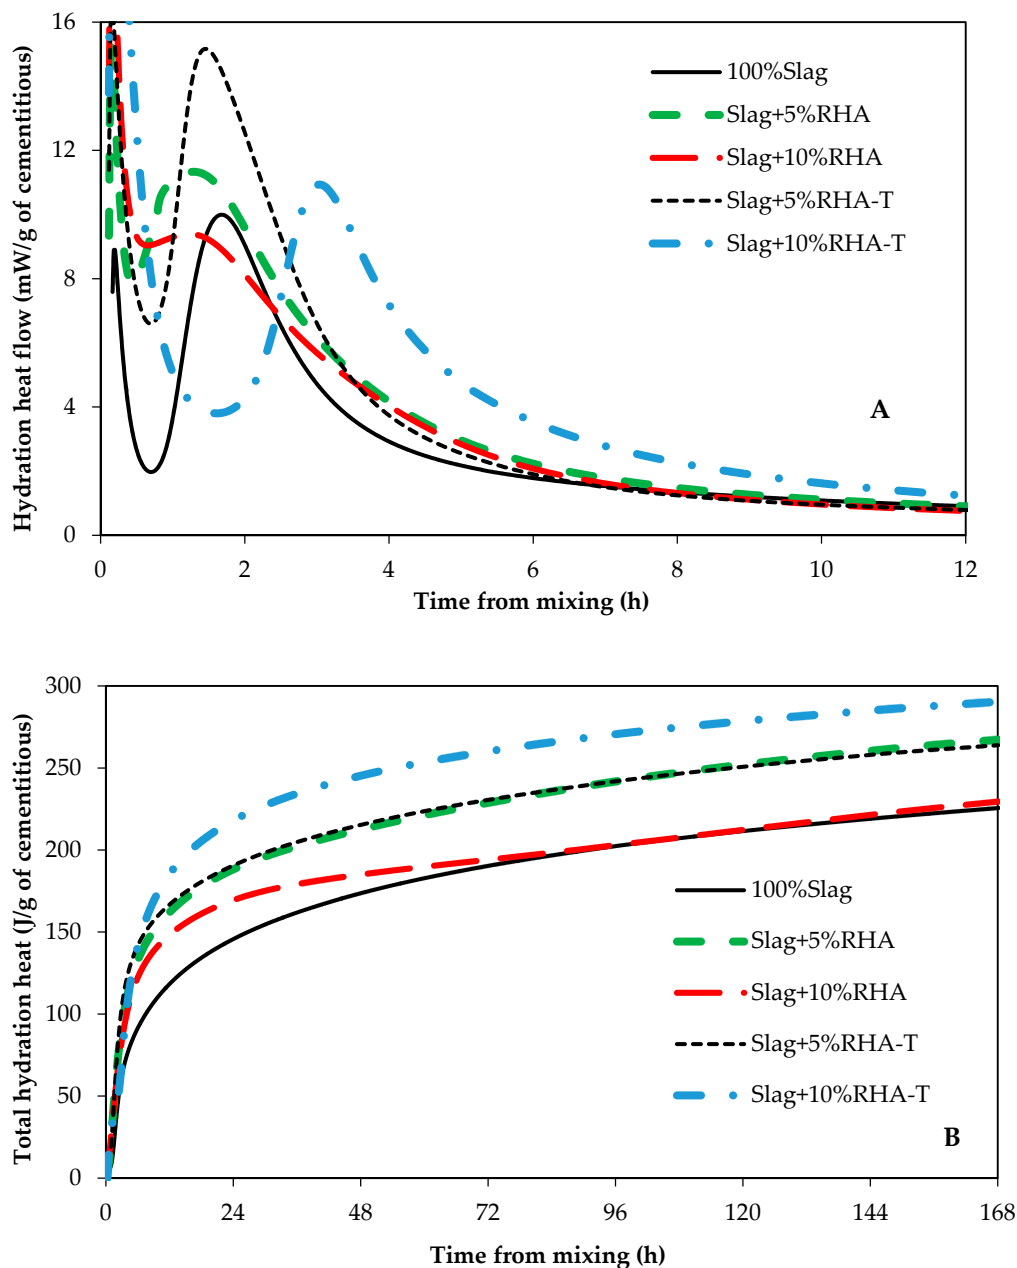 16
12
8
4
0
Hydration heat flow (mW/g of cementitious)
100%Slag
Slag+5%RHA
Slag+10%RHA
Slag+5%RHA-T
Slag+10%RHA-T
A
0 2 4 6 8 10 12
Time from mixing (h)
300
250
200
150
100
50
0
Total hydration heat (J/g of cementitious)
100%Slag
Slag+5%RHA
Slag+10%RHA
Slag+5%RHA-T
Slag+10%RHA-T
B
0 24 48 72 96 120 144 168
Time from mixing (h)